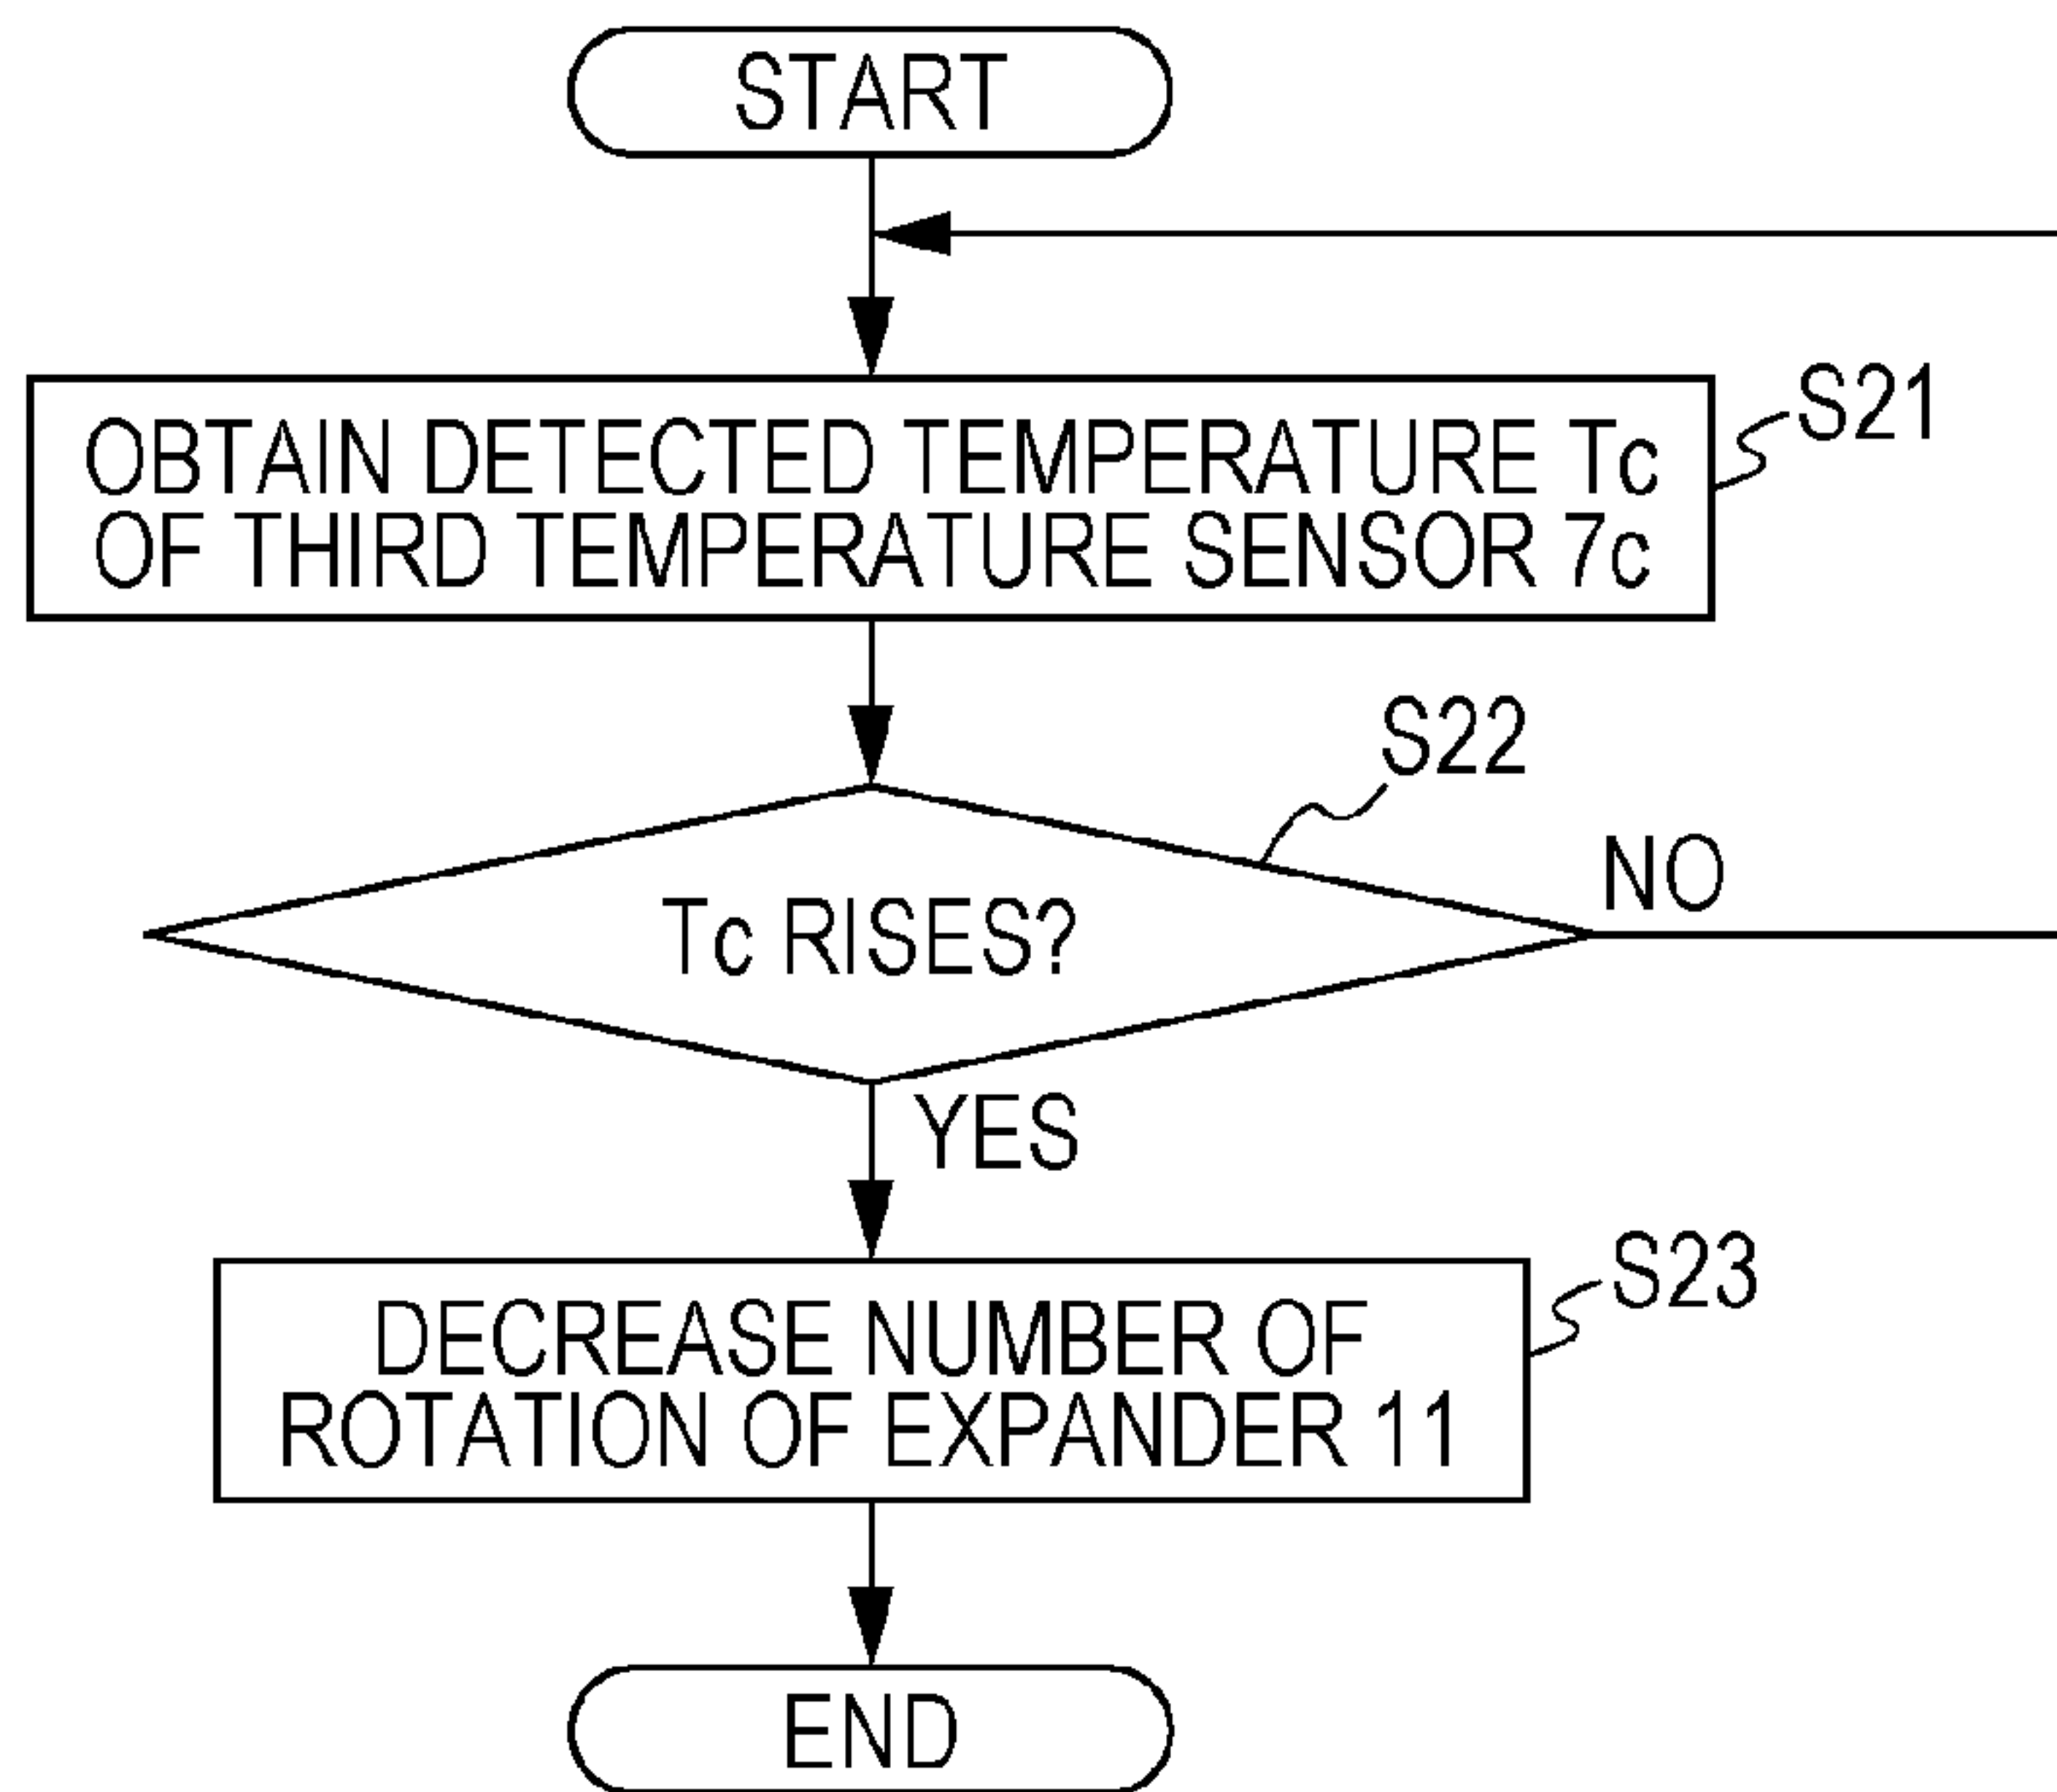 START
OBTAIN DETECTED TEMPERATURE Tc
OF THIRD TEMPERATURE SENSOR 7c
S21
S22
Tc RISES?
NO
YES
DECREASE NUMBER OF
ROTATION OF EXPANDER 11
S23
END